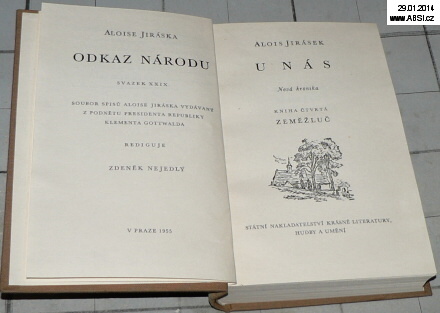 29.01.2014
www.ABSi.cz
ALOISE JIRÁSKA
ODKAZ NÁRODU
SVAZEK XXIX
SOUBOR SPISŮ ALOISE JIRÁSKA VYDÁVANÝ
Z PODNĚTU PRESIDENTA REPUBLIKY
KLEMENTA GOTTWALDA
REDIGUJE
ZDENĚK NEJEDLÝ
V PRAZE 1955
ALOIS JIRÁSEK
U NÁS
Nová kronika
KNIHA ČTVRTÁ
ZEMĚŽLUČ
STÁTNÍ NAKLADATELSTVÍ KRÁSNÉ LITERATURY,
HUDBY A UMĚNÍ